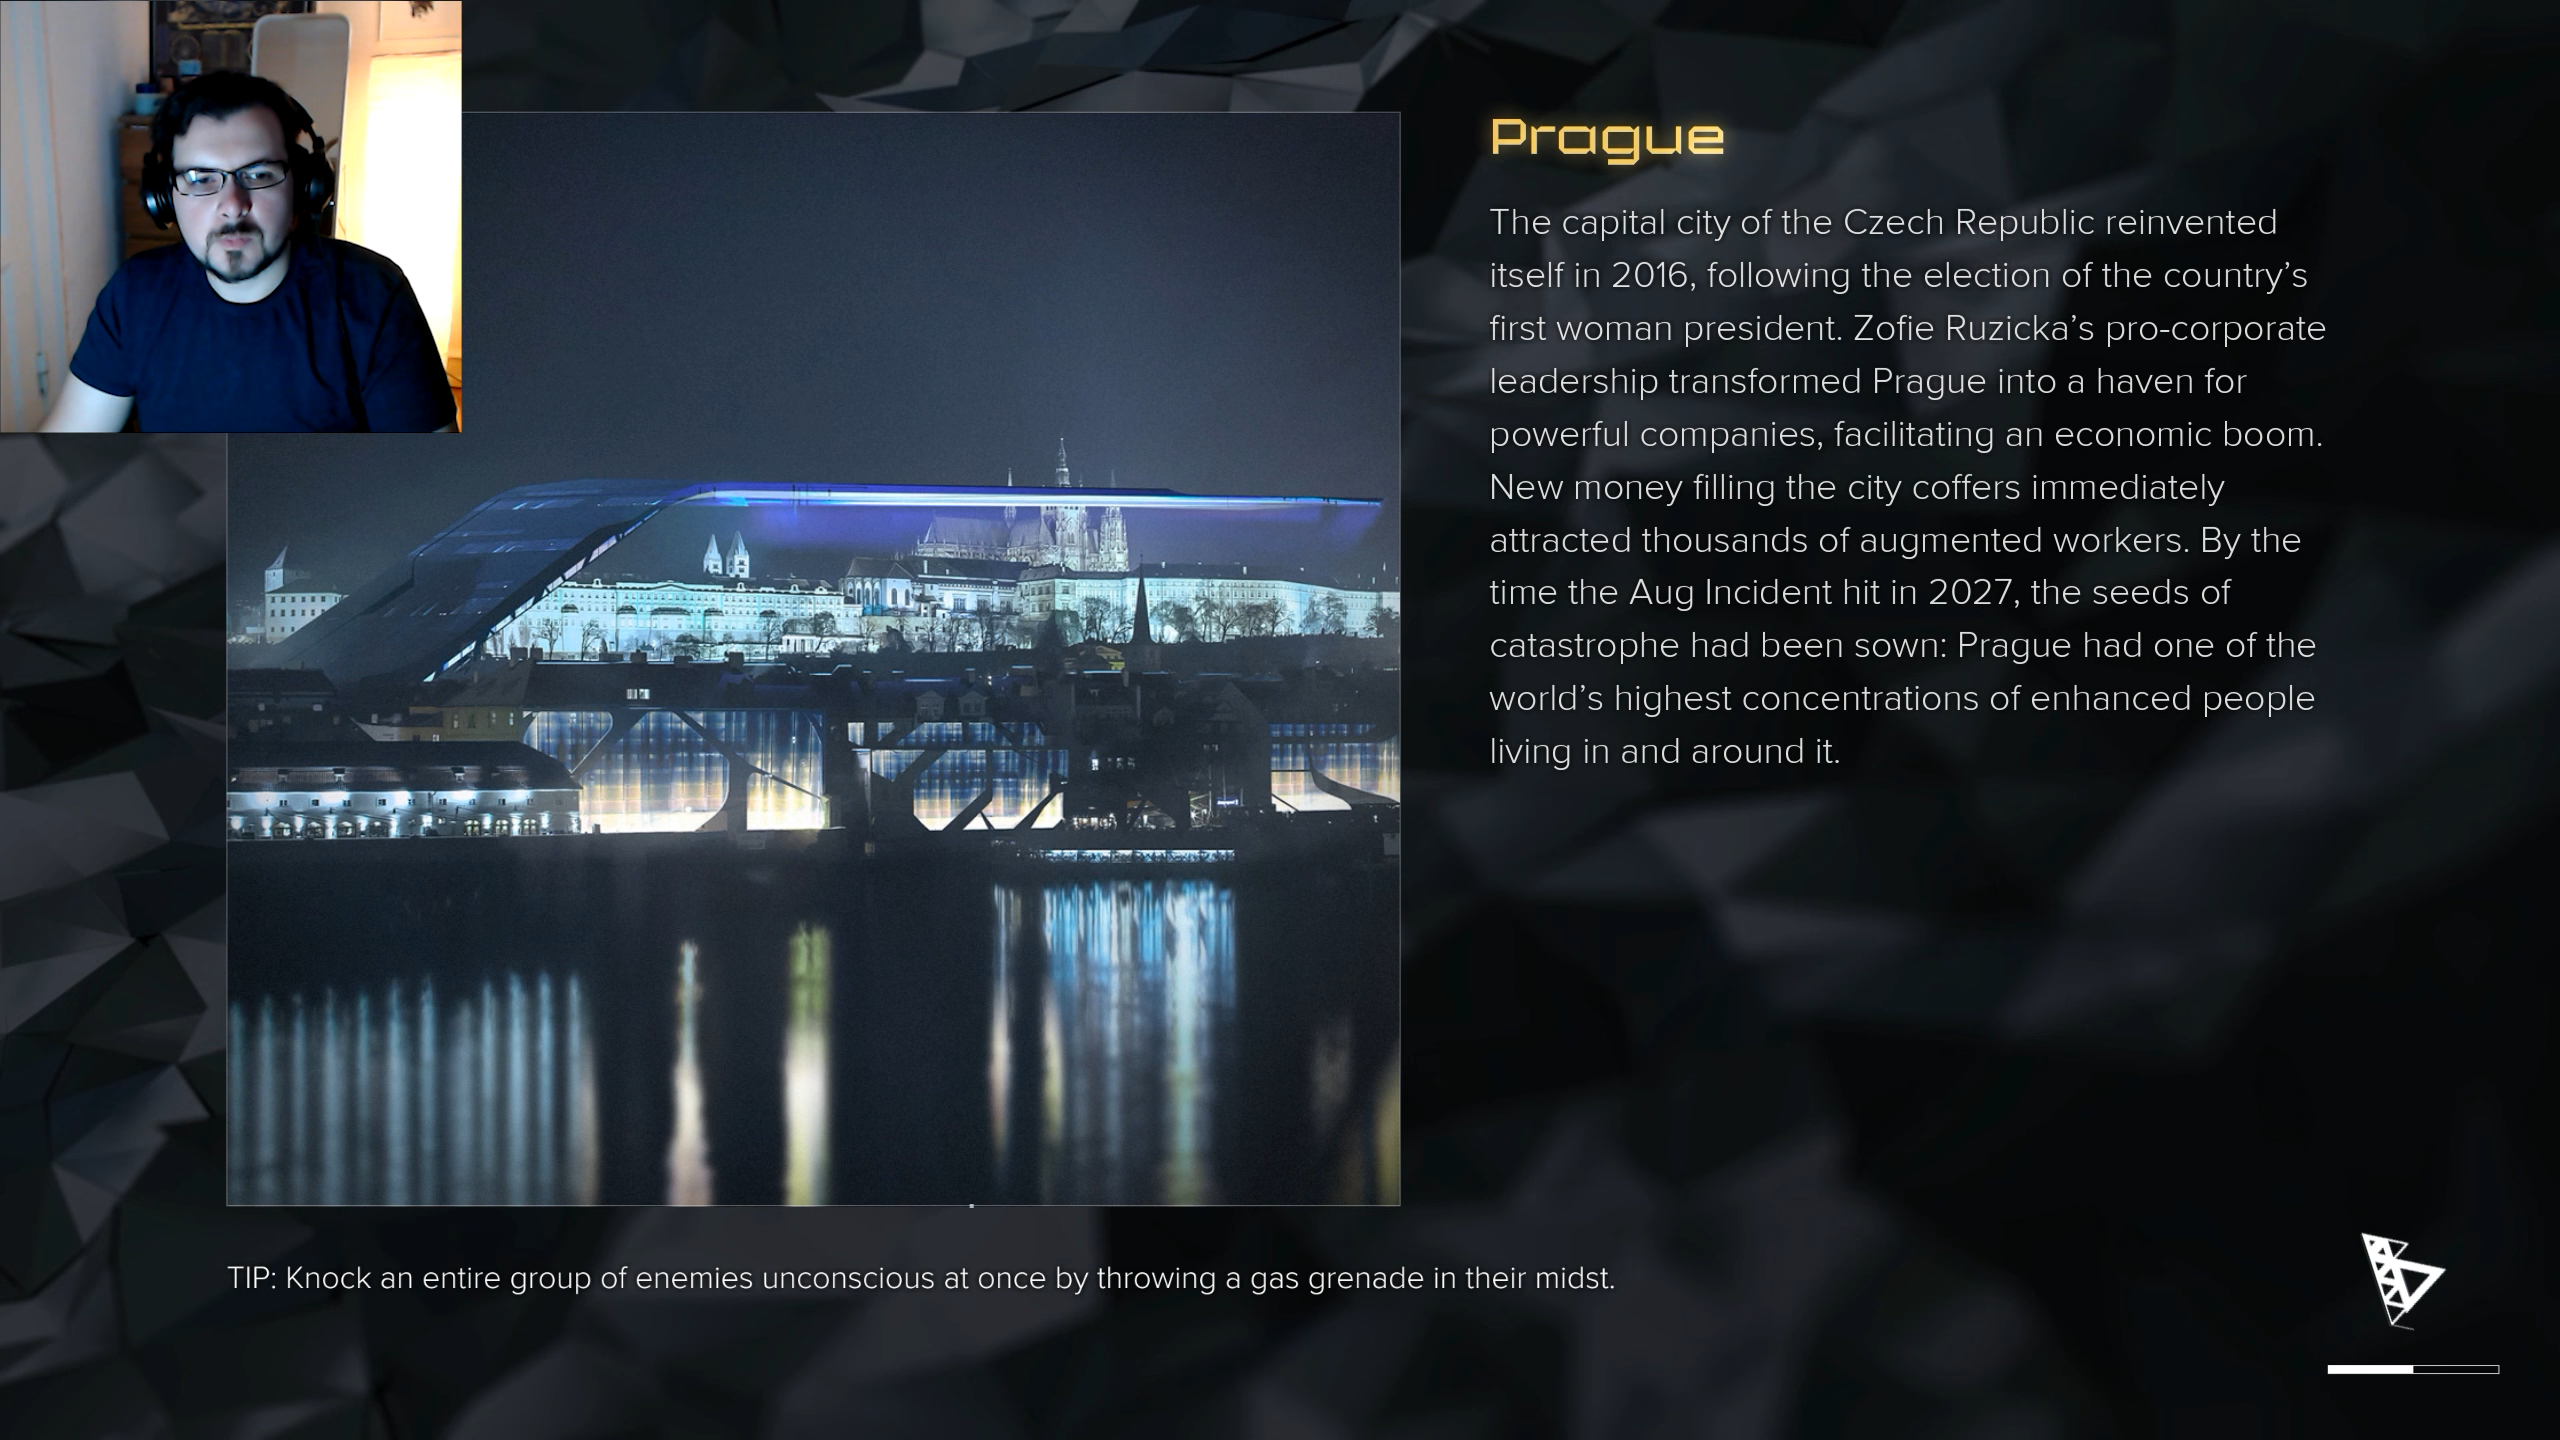 Prague
The capital city of the Czech Republic reinvented
itself in 2016, following the election of the country’s
first woman president. Zofie Ruzicka’s pro-corporate
leadership transformed Prague into a haven for
powerful companies, facilitating an economic boom.
New money filling the city coffers immediately
attracted thousands of augmented workers. By the
time the Aug Incident hit in 2027, the seeds of
catastrophe had been sown: Prague had one of the
world’s highest concentrations of enhanced people
living in and around it.
TIP: Knock an entire group of enemies unconscious at once by throwing a gas grenade in their midst.